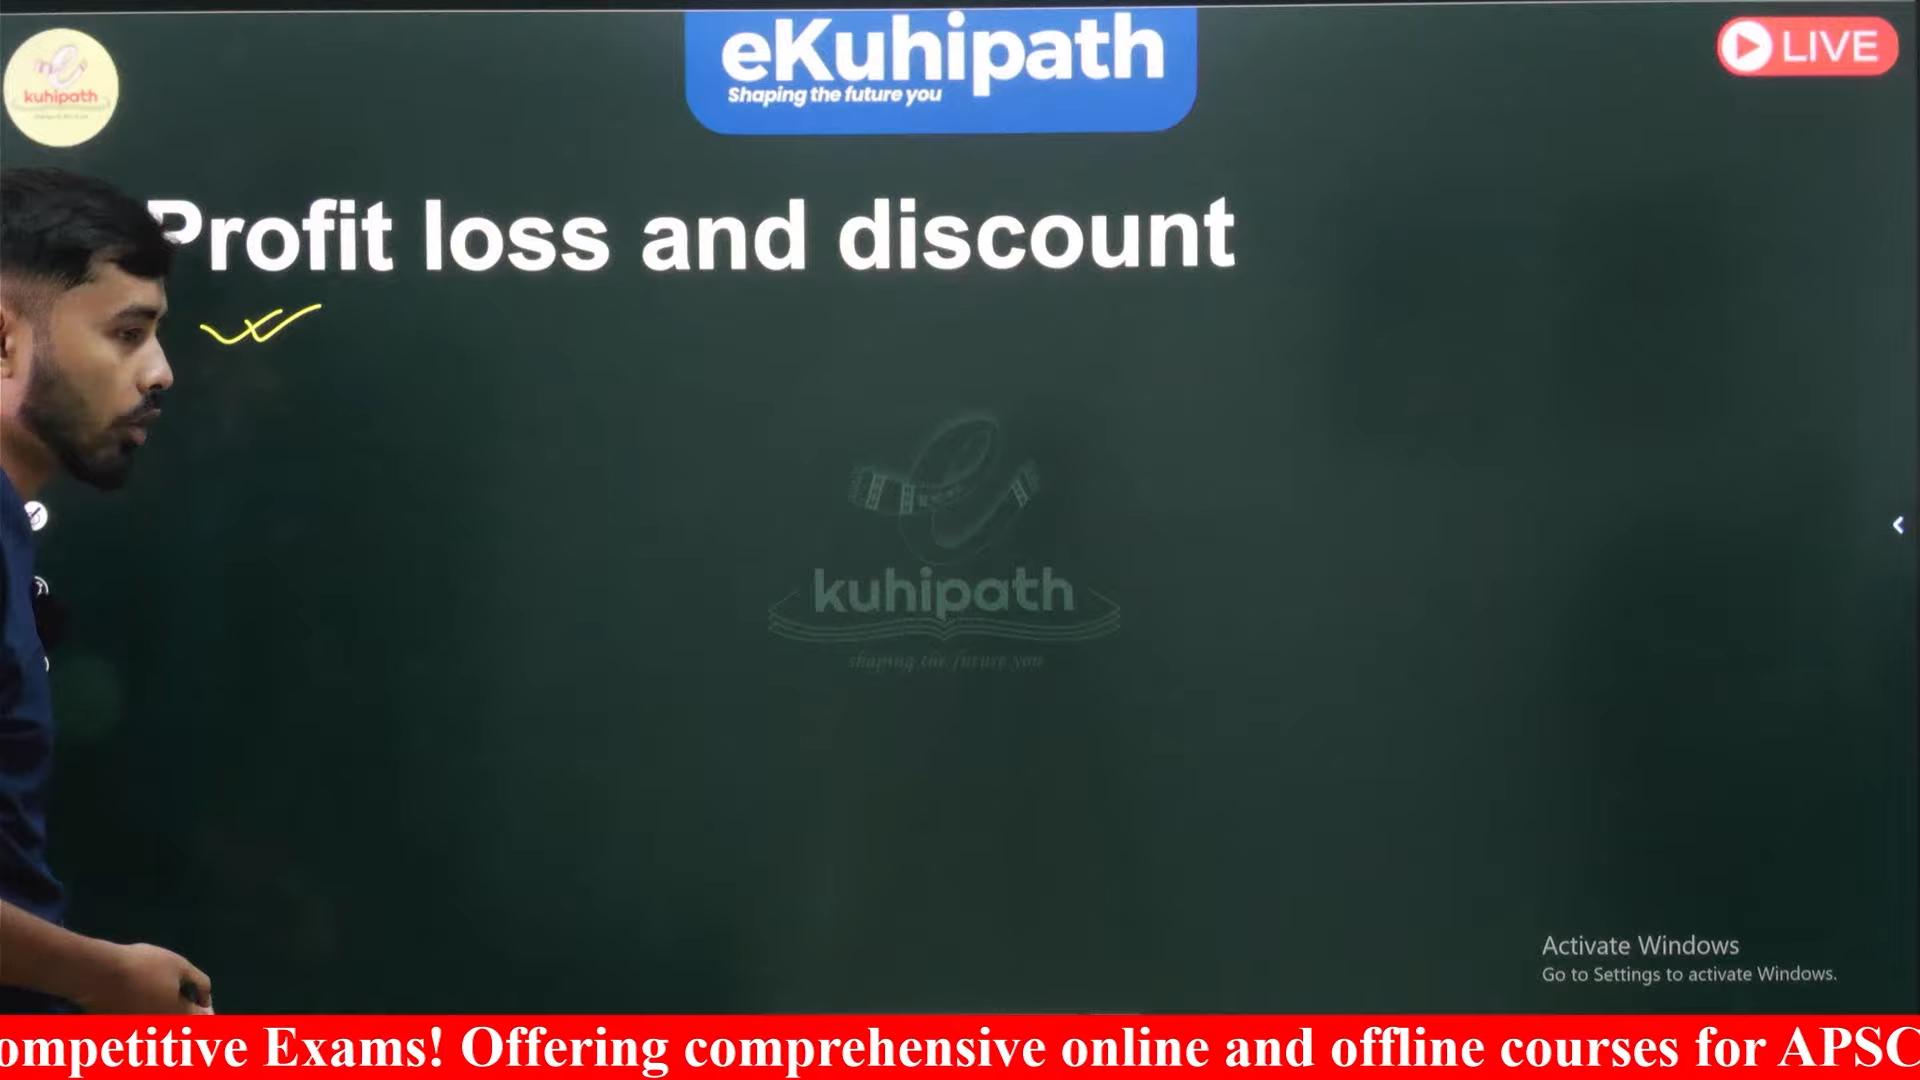 eKuhipath
Shaping the future you
LIVE
kuhipath
Profit loss and discount
kuhipath
shaping the future you
Activate Windows
Go to Settings to activate Windows.
ompetitive Exams! Offering comprehensive online and offline courses for APSC